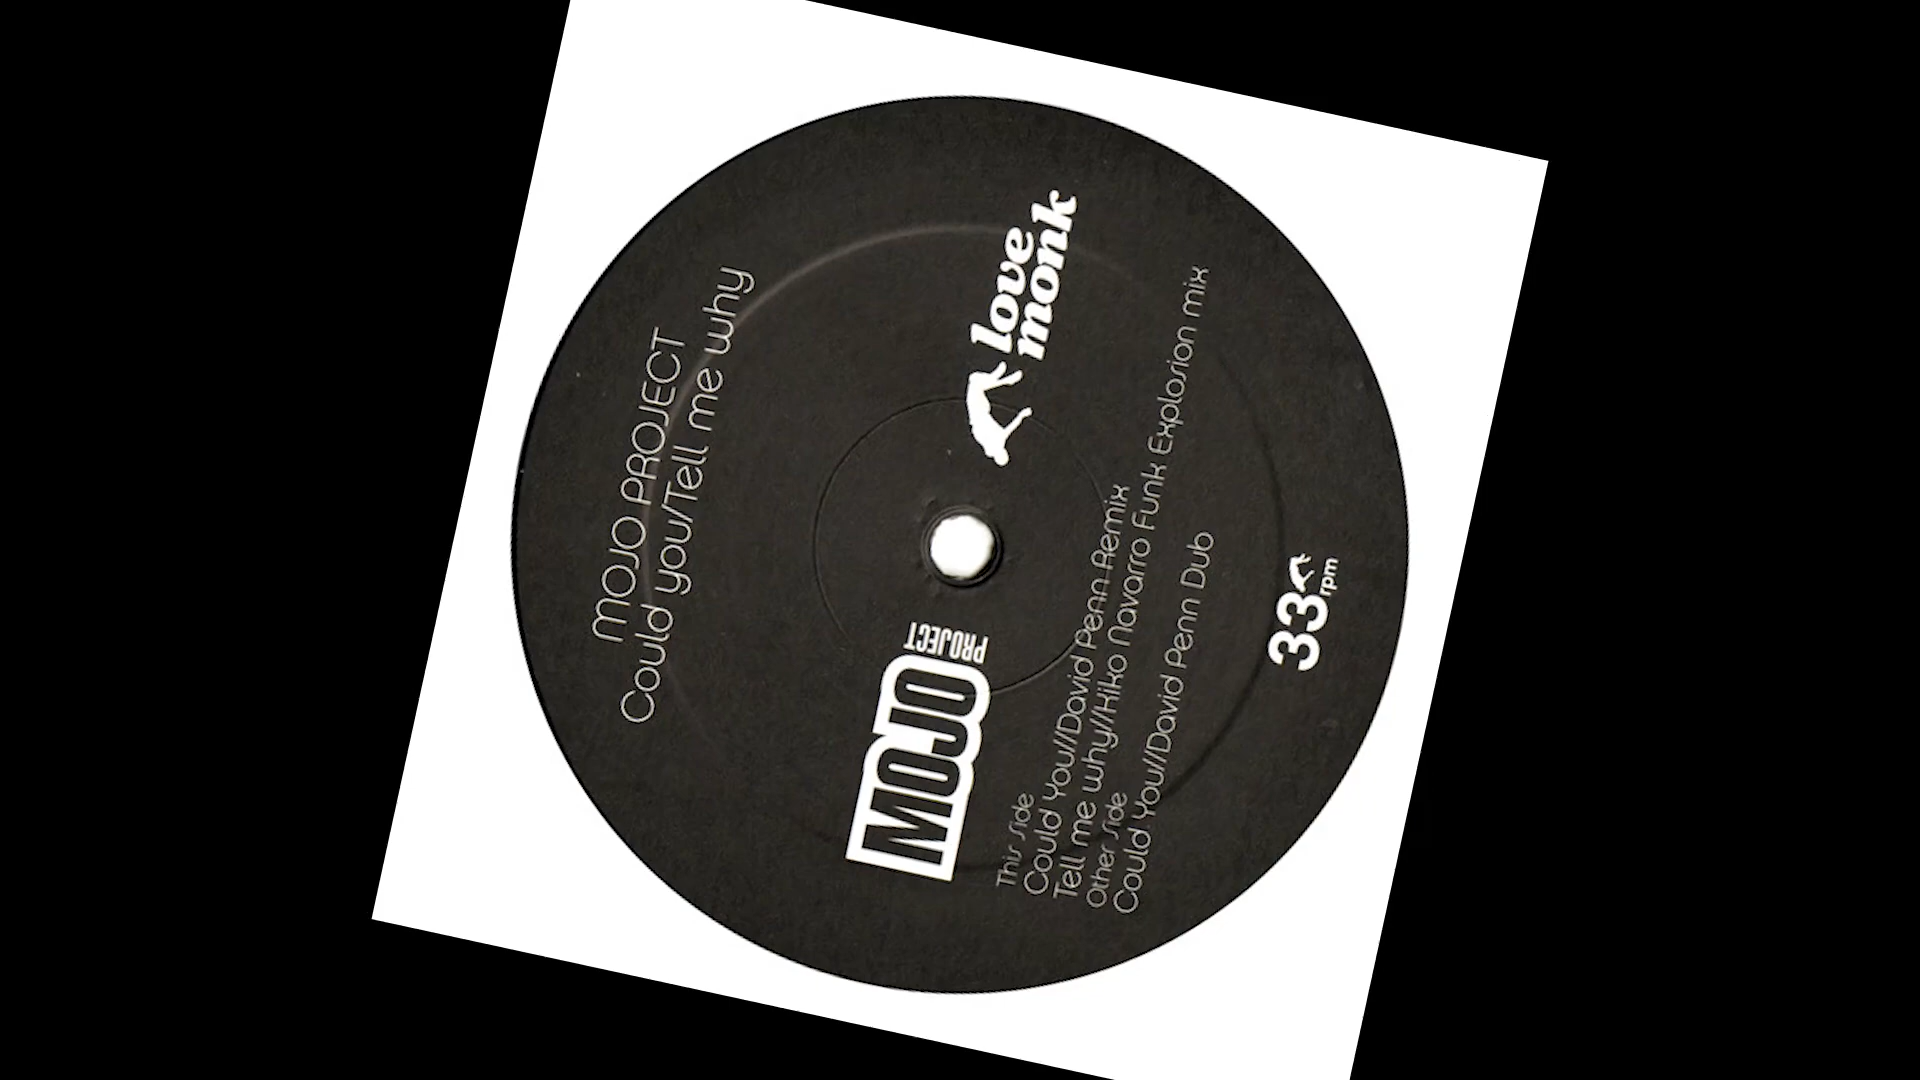 MOJO PROJECT
Could you/Tell me why
MOJO
PROJECT
love
monk
This side
Could You//David Penn Remix
Tell me why//Kiko Navarro Funk Explosion mix
Other side
Could You//David Penn Dub
33
rpm